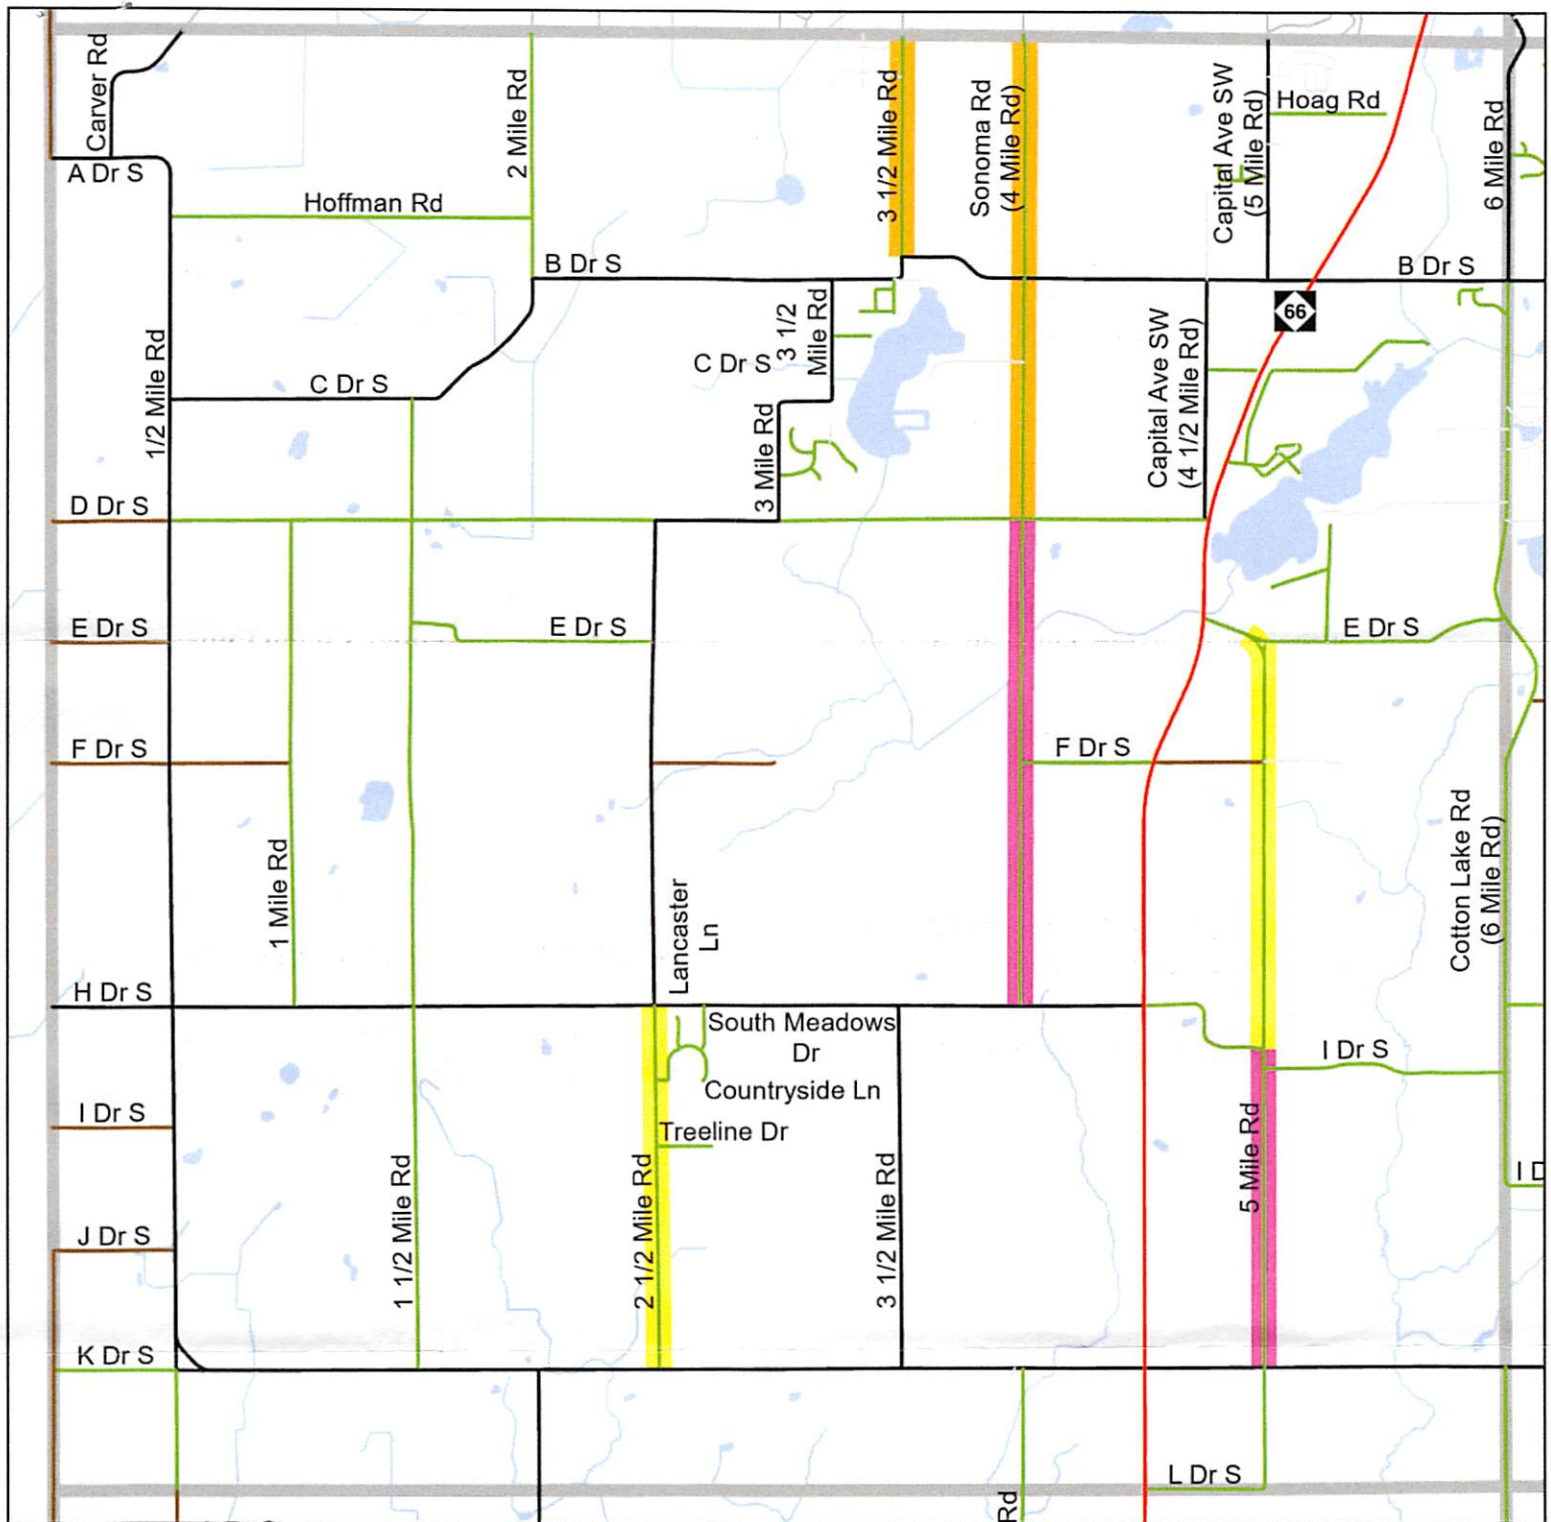 Carver Rd
2 Mile Rd
3 1/2 Mile Rd
Sonoma Rd
(4 Mile Rd)
Capital Ave SW
(5 Mile Rd)
Hoag Rd
6 Mile Rd
A Dr S
Hoffman Rd
B Dr S
B Dr S
66
1/2 Mile Rd
C Dr S
C Dr S
3 1/2
Mile Rd
3 Mile Rd
Capital Ave SW
(4 1/2 Mile Rd)
D Dr S
E Dr S
E Dr S
E Dr S
F Dr S
F Dr S
1 Mile Rd
Lancaster
Ln
Cotton Lake Rd
(6 Mile Rd)
H Dr S
South Meadows
Dr
Countryside Ln
Treeline Dr
I Dr S
I Dr S
1 1/2 Mile Rd
2 1/2 Mile Rd
3 1/2 Mile Rd
5 Mile Rd
I D
J Dr S
K Dr S
L Dr S
Rd